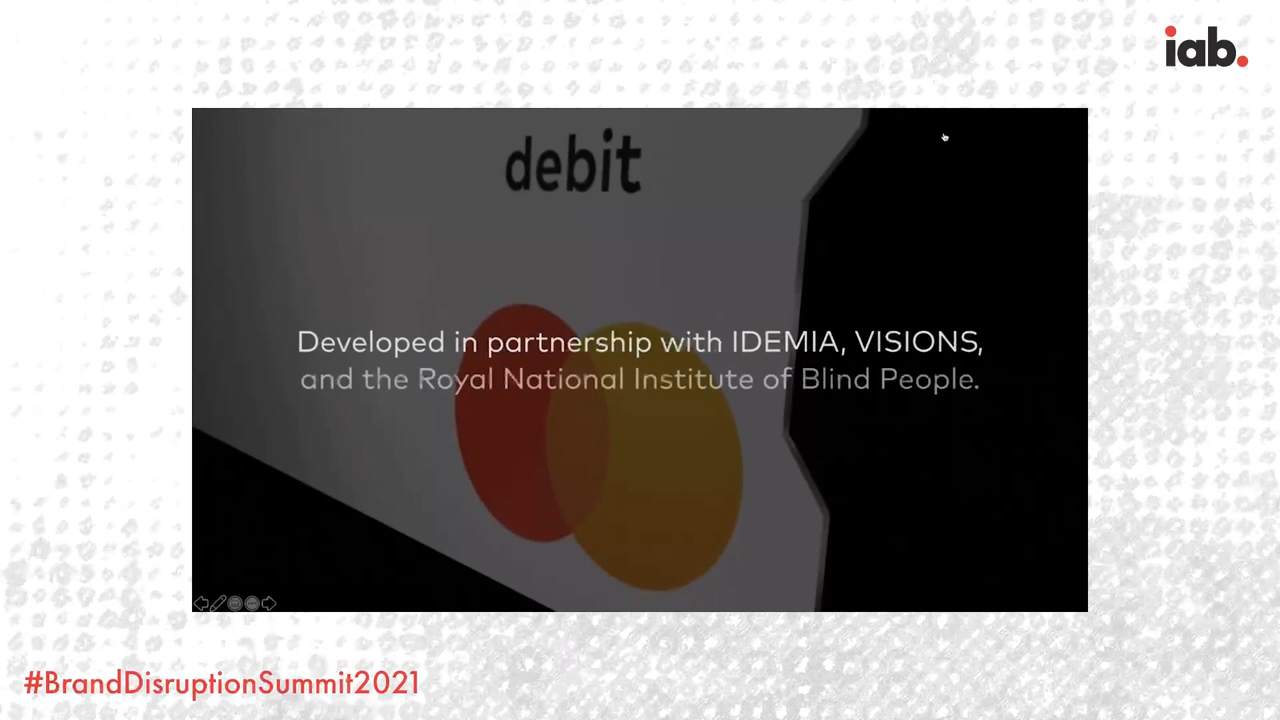 iab.
debit
Developed in partnership with IDEMIA, VISIONS,
and the Royal National Institute of Blind People.
#BrandDisruptionSummit2021